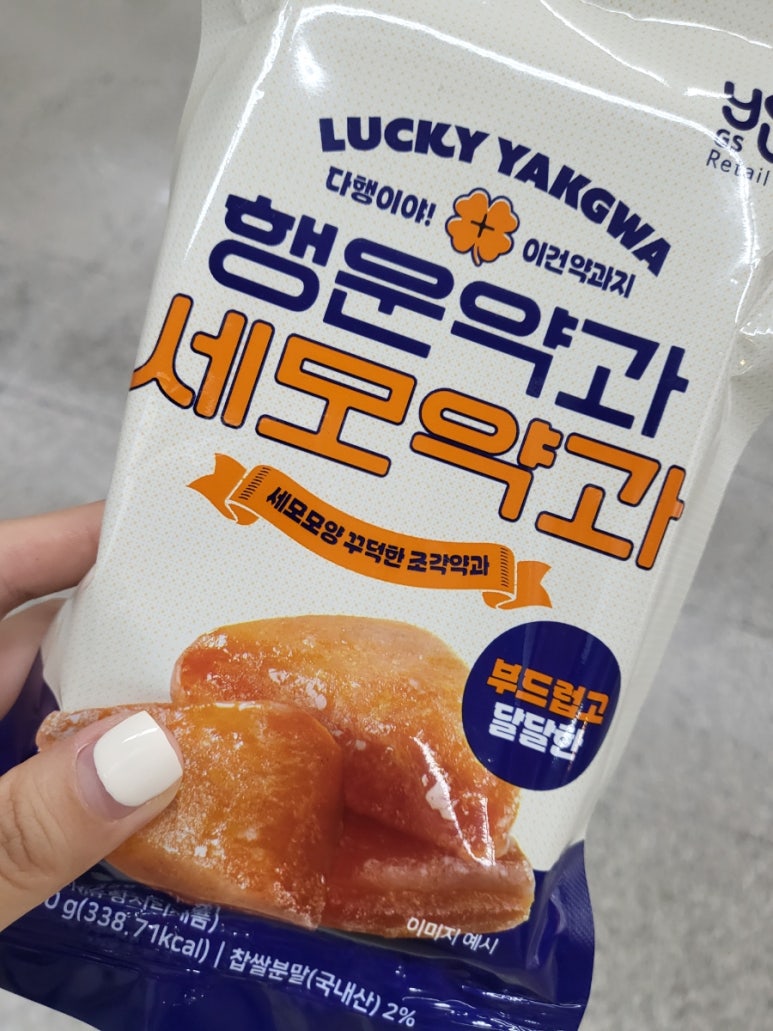 GS
Retail
LUCKY YAKGWA
다행이야!
이건약과지
행운약과
세모약과
세모모양 꾸덕한 조각약과
부드럽고
달달한
이미지 예시
0 g(338.71kcal) | 찹쌀분말(국내산) 2%